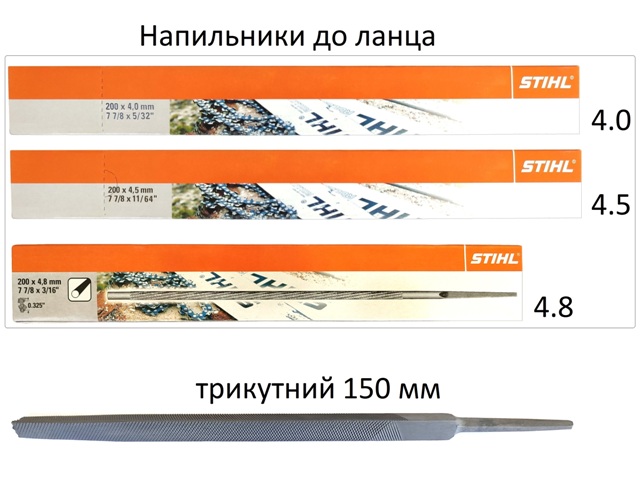 Напильники до ланца
STIHL®
200 x 4,0 mm
7 7/8 x 5/32"
STIHL
4.0
STIHL®
200 x 4,5 mm
7 7/8 x 11/64"
STIHL
4.5
STIHL®
200 x 4,8 mm
7 7/8 x 3/16"
0.325"
4.8
трикутний 150 мм